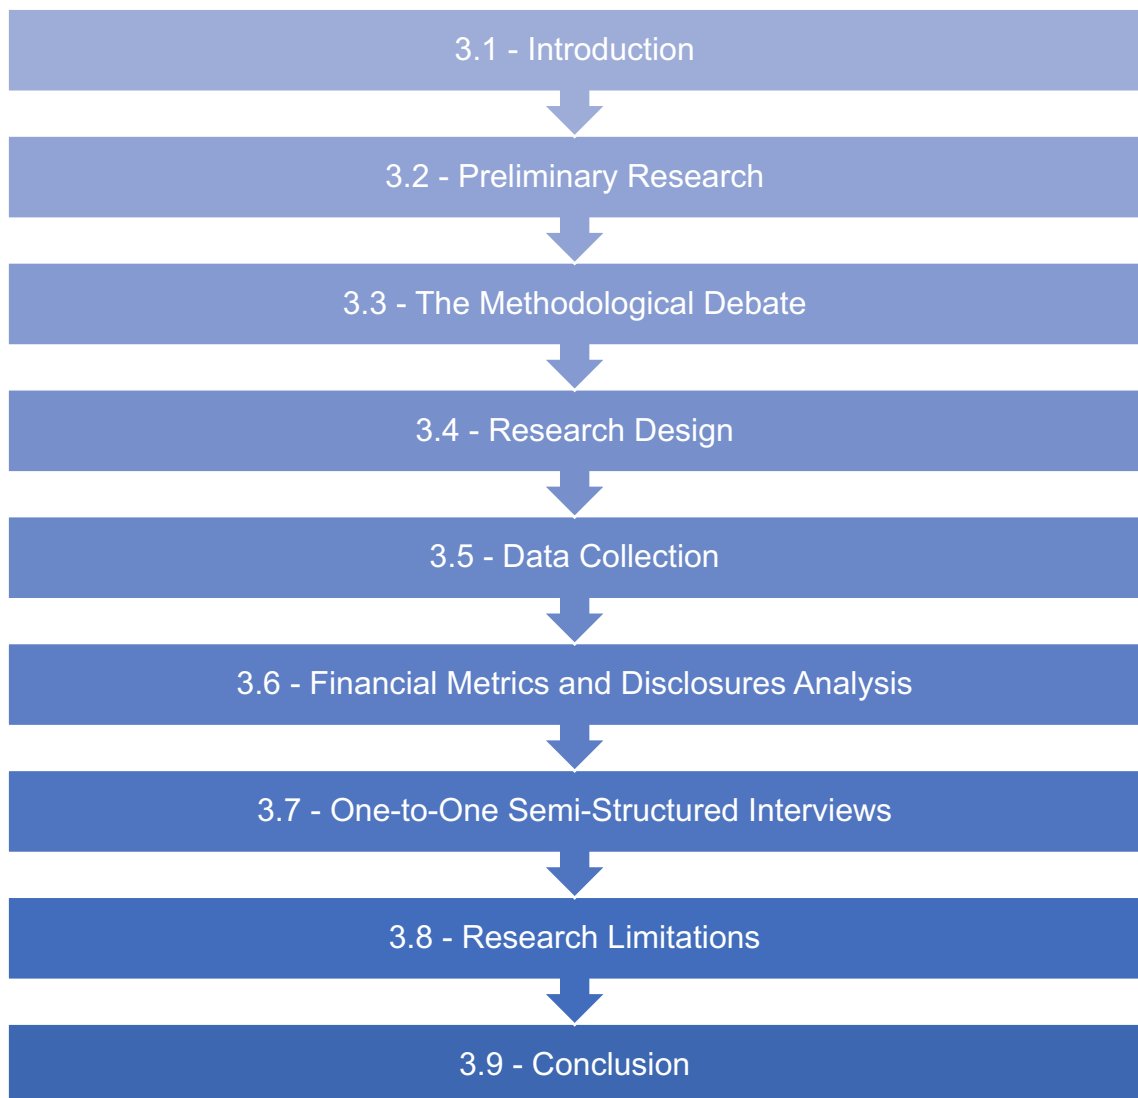 3.1 - Introduction
3.2 - Preliminary Research
3.3 - The Methodological Debate
3.4 - Research Design
3.5 - Data Collection
3.6 - Financial Metrics and Disclosures Analysis
3.7 - One-to-One Semi-Structured Interviews
3.8 - Research Limitations
3.9 - Conclusion